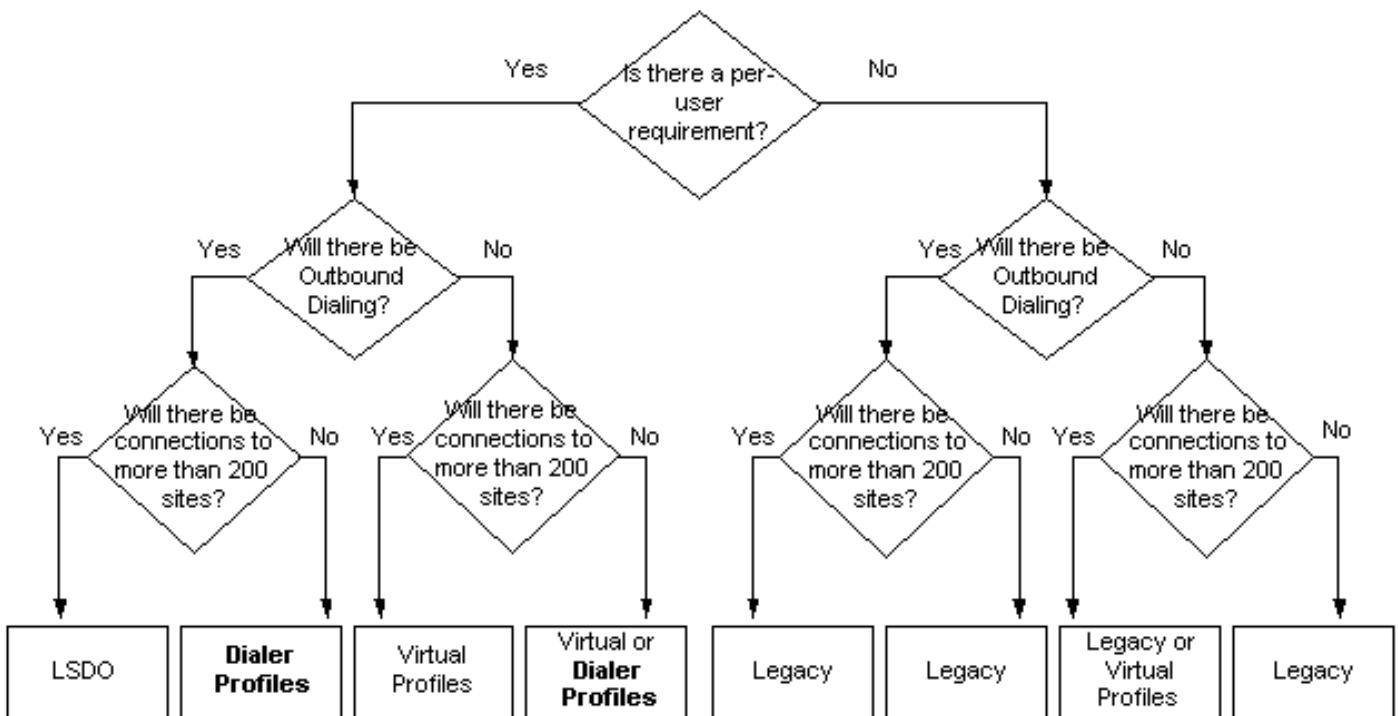 Yes
Is there a per-
user
requirement?
No
Yes
Will there be
Outbound
Dialing?
No
Yes
Will there be
Outbound
Dialing?
No
Yes
Will there be
connections to
more than 200
sites?
No
Yes
Will there be
connections to
more than 200
sites?
No
Yes
Will there be
connections to
more than 200
sites?
No
Yes
Will there be
connections to
more than 200
sites?
No
LSDO
Dialer
Profiles
Virtual
Profiles
Virtual or
Dialer
Profiles
Legacy
Legacy
Legacy or
Virtual
Profiles
Legacy